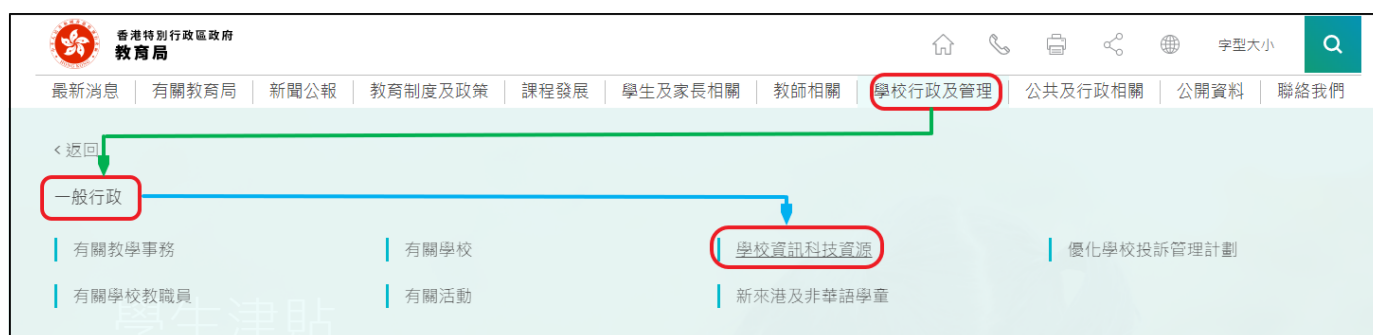 香港特別行政區政府
教育局
字型大小
最新消息 有關教育局 新聞公報 教育制度及政策 課程發展 學生及家長相關 教師相關 學校行政及管理 公共及行政相關 公開資料 聯絡我們
<返回
一般行政
有關教學事務 有關學校 學校資訊科技資源 優化學校投訴管理計劃
有關學校教職員 有關活動 新來港及非華語學童
學生津貼